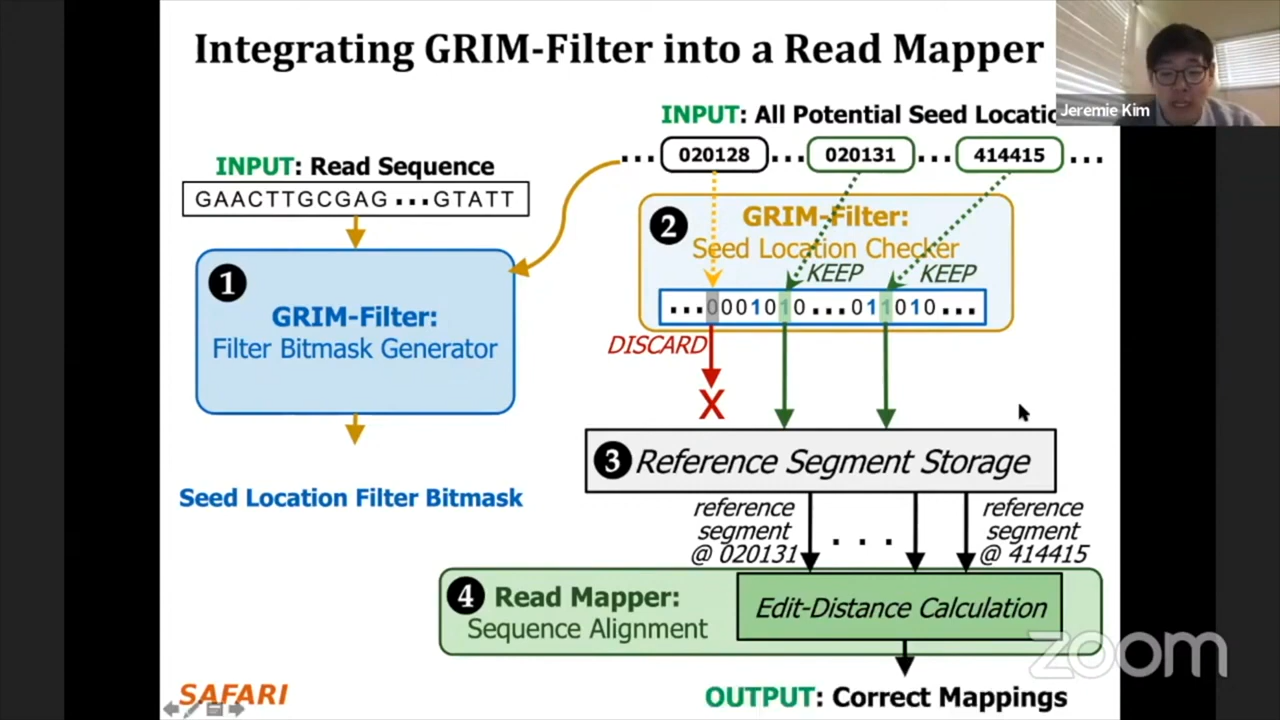 Integrating GRIM-Filter into a Read Mapper
Jeremie Kim
INPUT: All Potential Seed Locatio
... 020128 ... 020131 ... 414415 ...
INPUT: Read Sequence
GAACTTGCGAG ...GTATT
1
GRIM-Filter:
Filter Bitmask Generator
Seed Location Filter Bitmask
2 GRIM-Filter:
Seed Location Checker
KEEP KEEP
...0001010...011010...
DISCARD
X
3 Reference Segment Storage
reference
segment
@ 020131
...
reference
segment
@ 414415
4 Read Mapper:
Sequence Alignment
Edit-Distance Calculation
zoom
SAFARI
OUTPUT: Correct Mappings